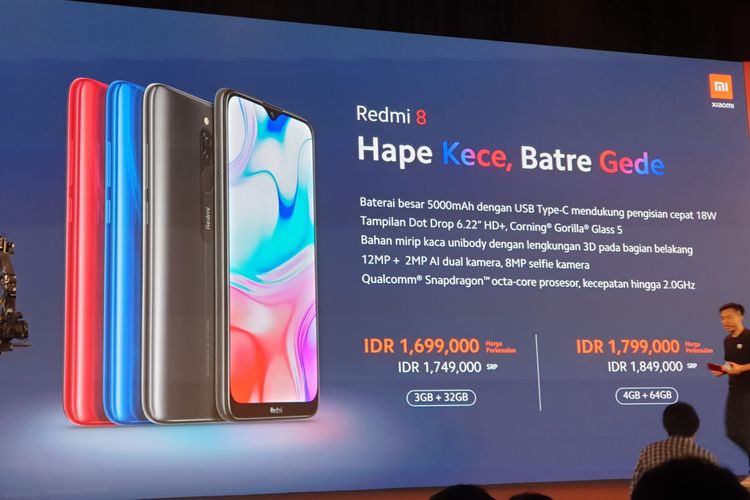 mi
xiaomi
Redmi 8
Hape Kece, Batre Gede
Baterai besar 5000mAh dengan USB Type-C mendukung pengisian cepat 18W
Tampilan Dot Drop 6.22" HD+, Corning® Gorilla® Glass 5
Bahan mirip kaca unibody dengan lengkungan 3D pada bagian belakang
12MP + 2MP AI dual kamera, 8MP selfie kamera
Qualcomm® Snapdragon™ octa-core prosesor, kecepatan hingga 2.0GHz
IDR 1,699,000 Harga Perkenalan
IDR 1,749,000 SRP
3GB + 32GB
IDR 1,799,000 Harga Perkenalan
IDR 1,849,000 SRP
4GB + 64GB
Redmi
Redmi